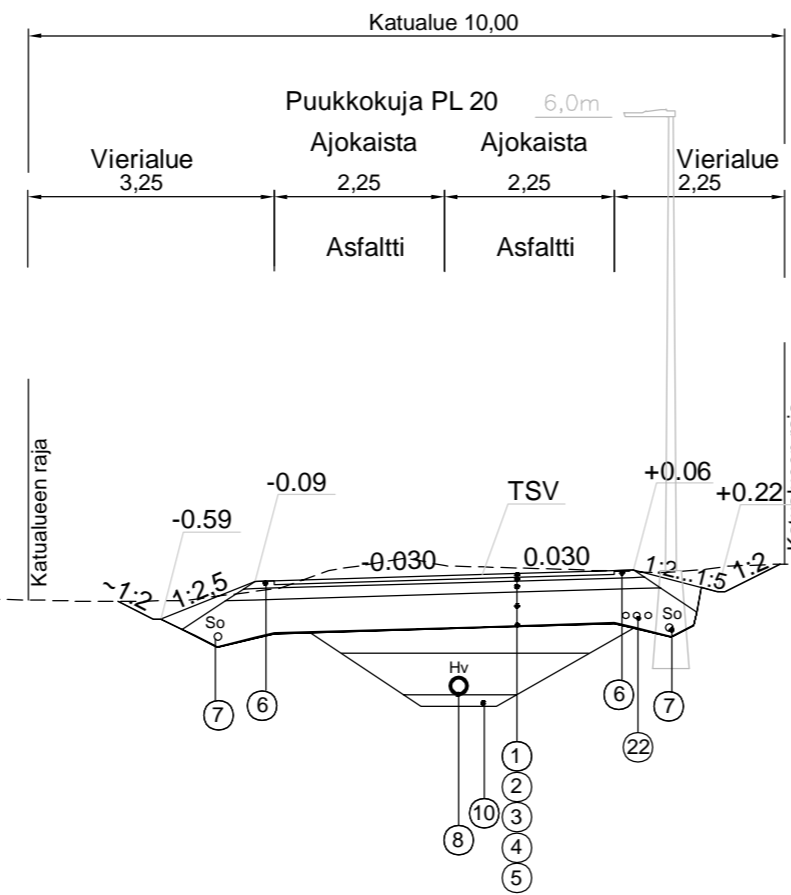 Katualue 10,00
Puukkokuja PL 20
6,0m
Vierialue
Ajokaista
Ajokaista
Vierialue
3,25
2,25
2,25
2,25
Asfaltti
Asfaltti
Katualueen raja
-0.59
-0.09
TSV
+0.06
+0.22
~1:2
1:2,5
-0.030
0.030
1:2...1:5
1:2
So
So
Hv
7
6
6
7
22
8
10
1
2
3
4
5